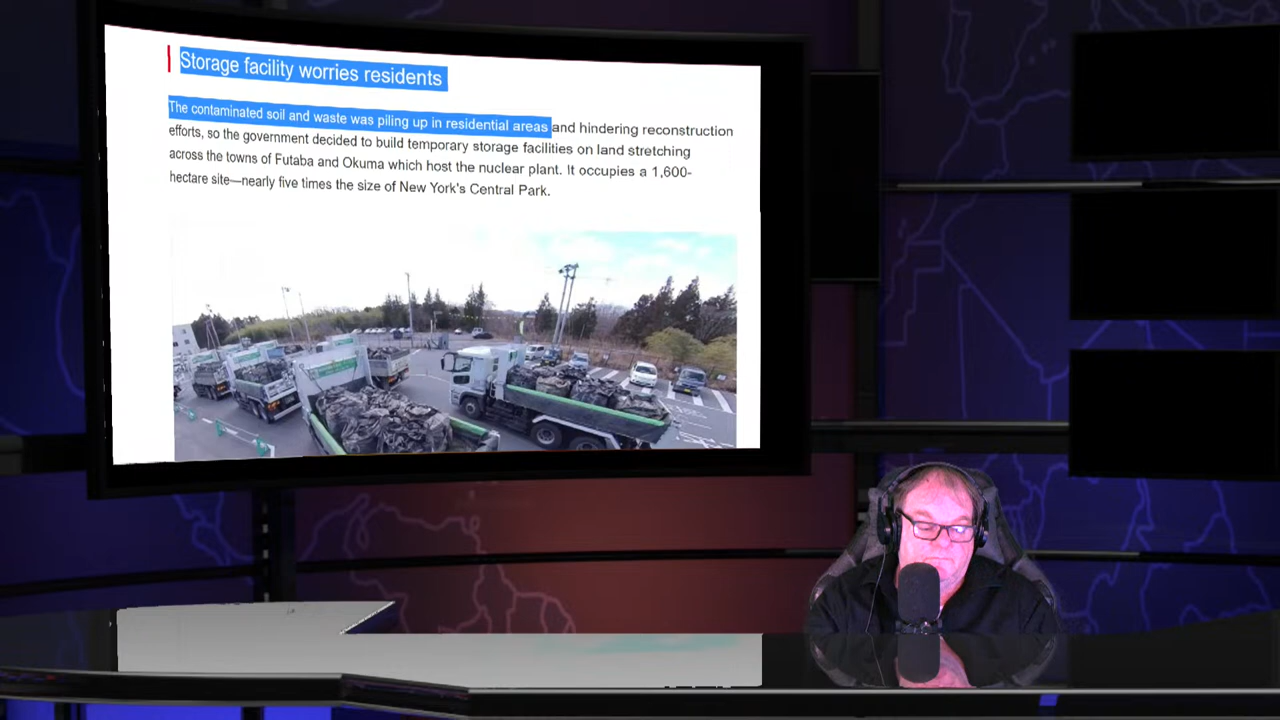 Storage facility worries residents
The contaminated soil and waste was piling up in residential areas and hindering reconstruction
efforts, so the government decided to build temporary storage facilities on land stretching
across the towns of Futaba and Okuma which host the nuclear plant. It occupies a 1,600-
hectare site—nearly five times the size of New York's Central Park.